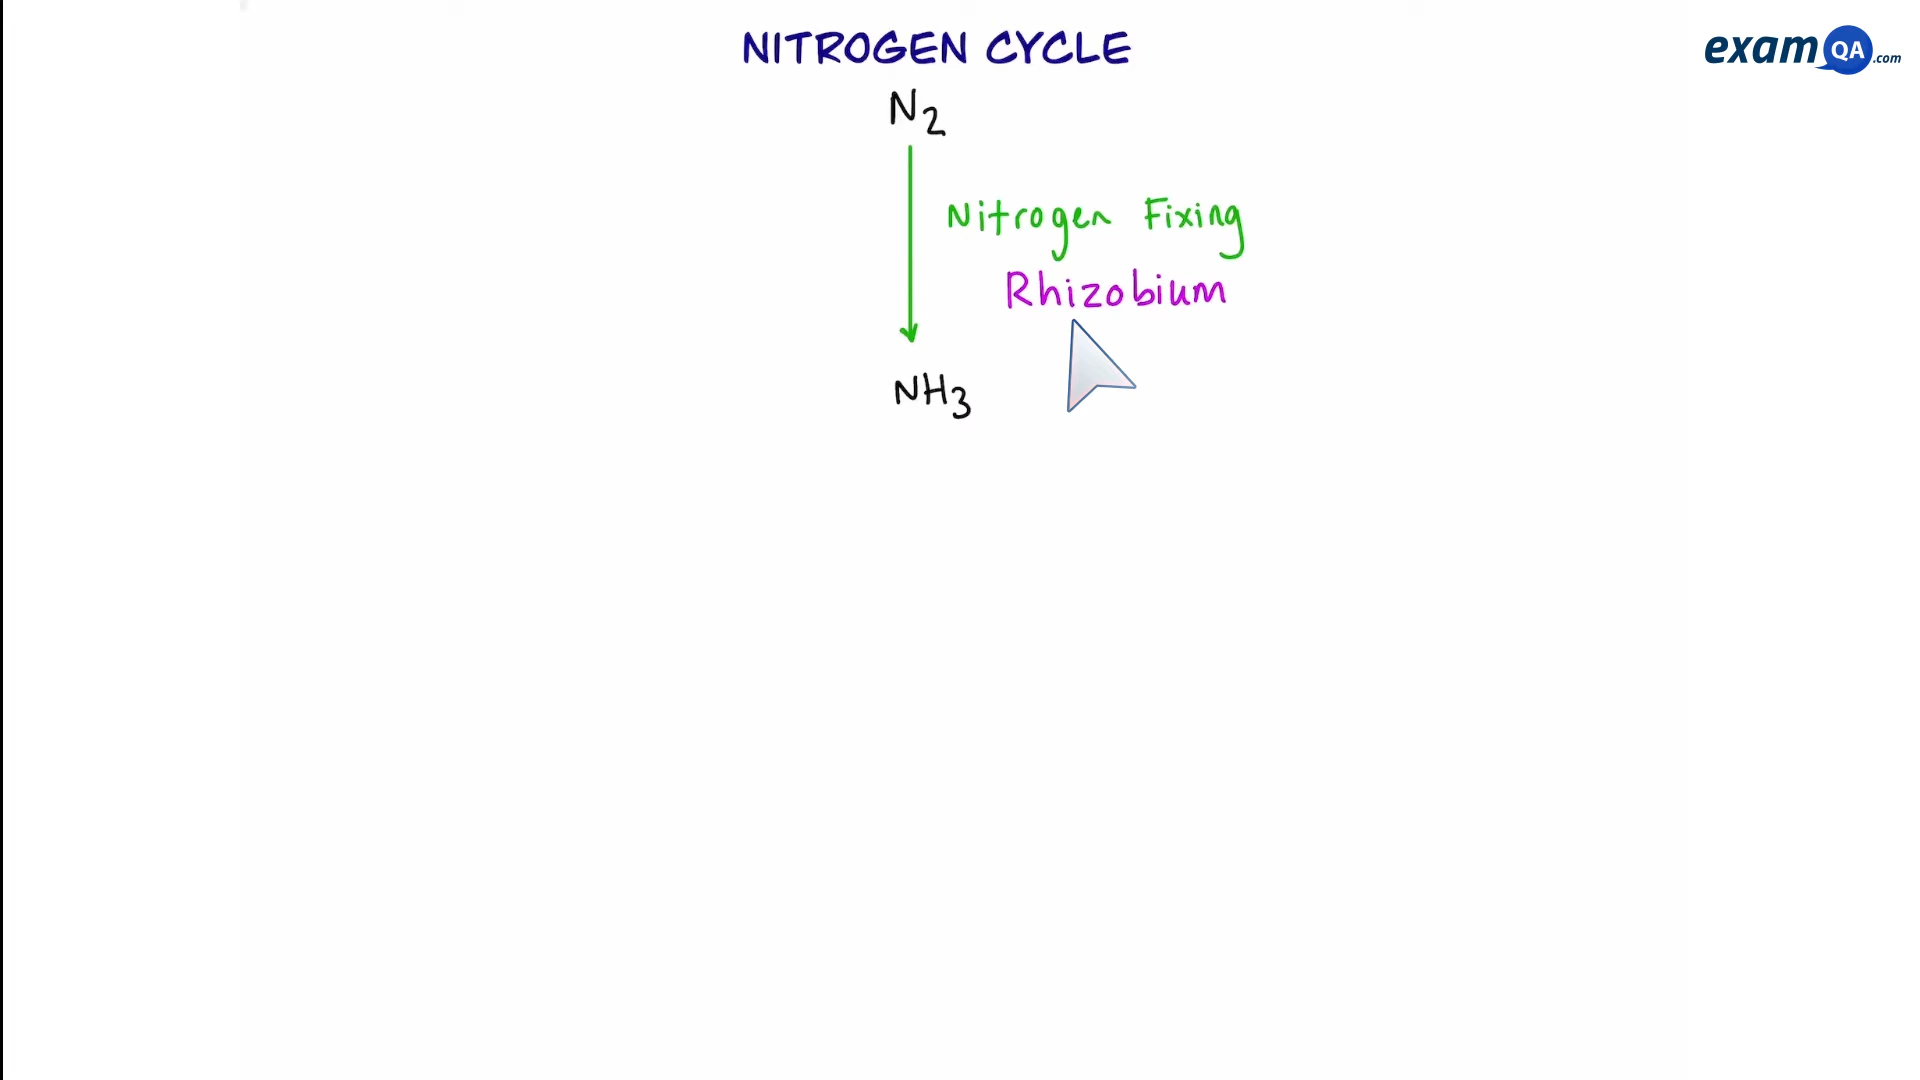 NITROGEN CYCLE
examQA.com
N2
Nitrogen Fixing
Rhizobium
NH3